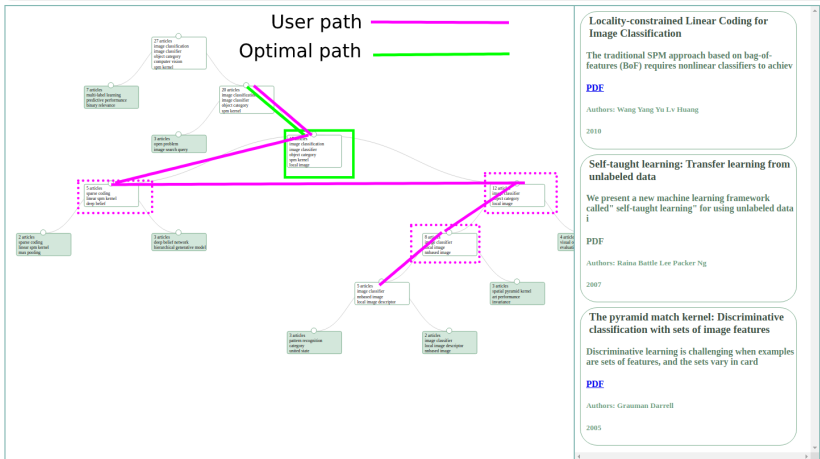 User path
Optimal path
27 articles
image classification
image classifier
object category
computer vision
spm kernel
7 articles
multi-label learning
predictive performance
binary relevance
20 articles
image classification
image classifier
object category
spm kernel
3 articles
spm problem
image search query
image classification
image classifier
object category
spm kernel
local image
5 articles
sparse coding
linear spm kernel
deep belief
12
image classifier
object category
local image
2 articles
sparse coding
linear spm kernel
max pooling
3 articles
deep belief network
hierarchical generative model
image classifier
local image
unbiased image
4 articles
visual
5 articles
image classifier
unbiased image
local image descriptor
3 articles
spatial pyramid kernel
art performance
invariance
3 articles
pattern recognition
category
united state
2 articles
image classifier
local image descriptor
unbiased image
Locality-constrained Linear Coding for
Image Classification
The traditional SPM approach based on bag-of-
features (BoF) requires nonlinear classifiers to achiev
PDF
Authors: Wang Yang Yu Lv Huang
2010
Self-taught learning: Transfer learning from
unlabeled data
We present a new machine learning framework
called" self-taught learning" for using unlabeled data
i
PDF
Authors: Raina Battle Lee Packer Ng
2007
The pyramid match kernel: Discriminative
classification with sets of image features
Discriminative learning is challenging when examples
are sets of features, and the sets vary in card
PDF
Authors: Grauman Darrell
2005